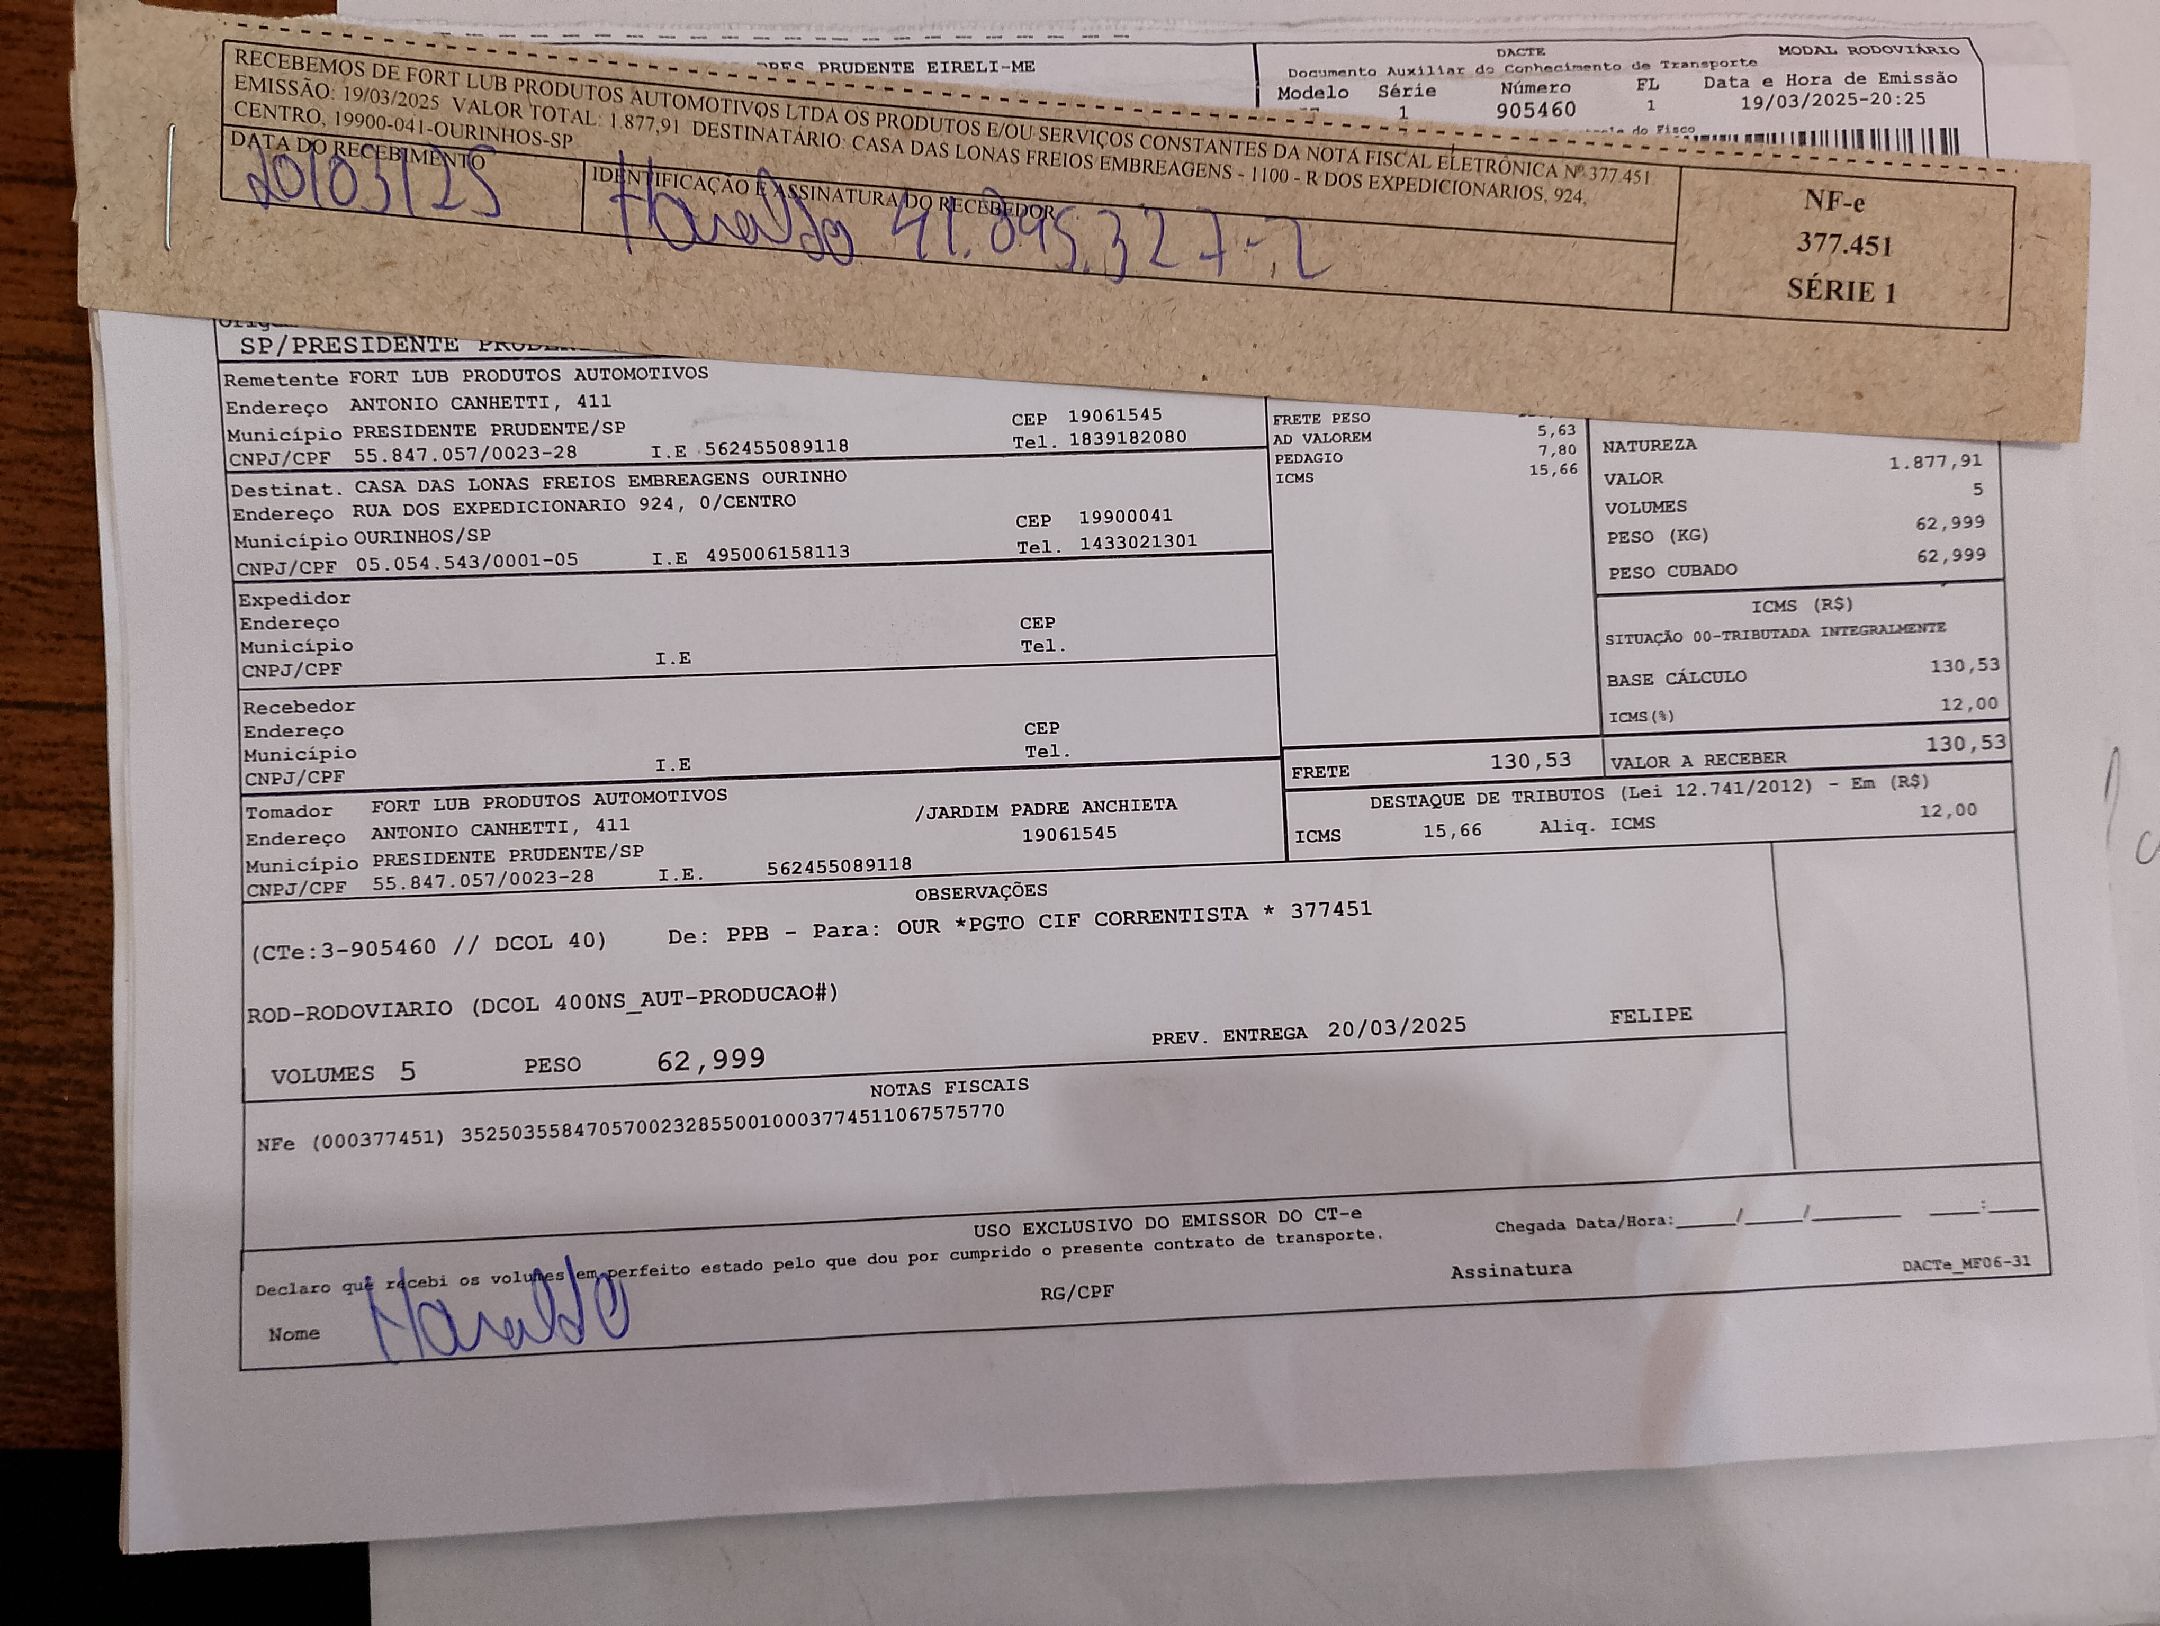 PRUDENTE EIRELI-ME
DACTE
MODAL RODOVIÁRIO
Documento Auxiliar do Conhecimento de Transporte
Modelo Série Número FL Data e Hora de Emissão
1 905460 1 19/03/2025-20:25
do Fisco
RECEBEMOS DE FORT LUB PRODUTOS AUTOMOTIVOS LTDA OS PRODUTOS E/OU SERVIÇOS CONSTANTES DA NOTA FISCAL ELETRÔNICA Nº 377.451
EMISSÃO: 19/03/2025 VALOR TOTAL: 1.877,91 DESTINATÁRIO: CASA DAS LONAS FREIOS EMBREAGENS - 1100 - R DOS EXPEDICIONARIOS, 924,
CENTRO, 19900-041-OURINHOS-SP
DATA DO RECEBIMENTO
20/03/25
IDENTIFICAÇÃO E ASSINATURA DO RECEBEDOR
Haraldo 41.895.327-2
NF-e
377.451
SÉRIE 1
SP/PRESIDENTE
Remetente FORT LUB PRODUTOS AUTOMOTIVOS
Endereço ANTONIO CANHETTI, 411
Município PRESIDENTE PRUDENTE/SP CEP 19061545
CNPJ/CPF 55.847.057/0023-28 I.E 562455089118 Tel. 1839182080
Destinat. CASA DAS LONAS FREIOS EMBREAGENS OURINHO
Endereço RUA DOS EXPEDICIONARIO 924, 0/CENTRO
Município OURINHOS/SP CEP 19900041
CNPJ/CPF 05.054.543/0001-05 I.E 495006158113 Tel. 1433021301
Expedidor
Endereço CEP
Município Tel.
CNPJ/CPF I.E
Recebedor
Endereço CEP
Município Tel.
CNPJ/CPF I.E
Tomador FORT LUB PRODUTOS AUTOMOTIVOS
Endereço ANTONIO CANHETTI, 411 /JARDIM PADRE ANCHIETA
Município PRESIDENTE PRUDENTE/SP 19061545
CNPJ/CPF 55.847.057/0023-28 I.E. 562455089118
FRETE PESO
AD VALOREM 5,63
PEDAGIO 7,80
ICMS 15,66
NATUREZA
VALOR 1.877,91
VOLUMES 5
PESO (KG) 62,999
PESO CUBADO 62,999
ICMS (R$)
SITUAÇÃO 00-TRIBUTADA INTEGRALMENTE
BASE CÁLCULO 130,53
ICMS(%) 12,00
FRETE 130,53 VALOR A RECEBER 130,53
DESTAQUE DE TRIBUTOS (Lei 12.741/2012) - Em (R$)
ICMS 15,66 Aliq. ICMS 12,00
OBSERVAÇÕES
(CTe:3-905460 // DCOL 40) De: PPB - Para: OUR *PGTO CIF CORRENTISTA * 377451
ROD-RODOVIARIO (DCOL 400NS_AUT-PRODUCAO#)
VOLUMES 5 PESO 62,999 PREV. ENTREGA 20/03/2025 FELIPE
NOTAS FISCAIS
NFe (000377451) 35250355847057002328550010003774511067575770
USO EXCLUSIVO DO EMISSOR DO CT-e
Declaro que recebi os volumes em perfeito estado pelo que dou por cumprido o presente contrato de transporte.
Chegada Data/Hora:_____/_____/________ ____:____
Nome Haraldo RG/CPF Assinatura
DACTe_MF06-31